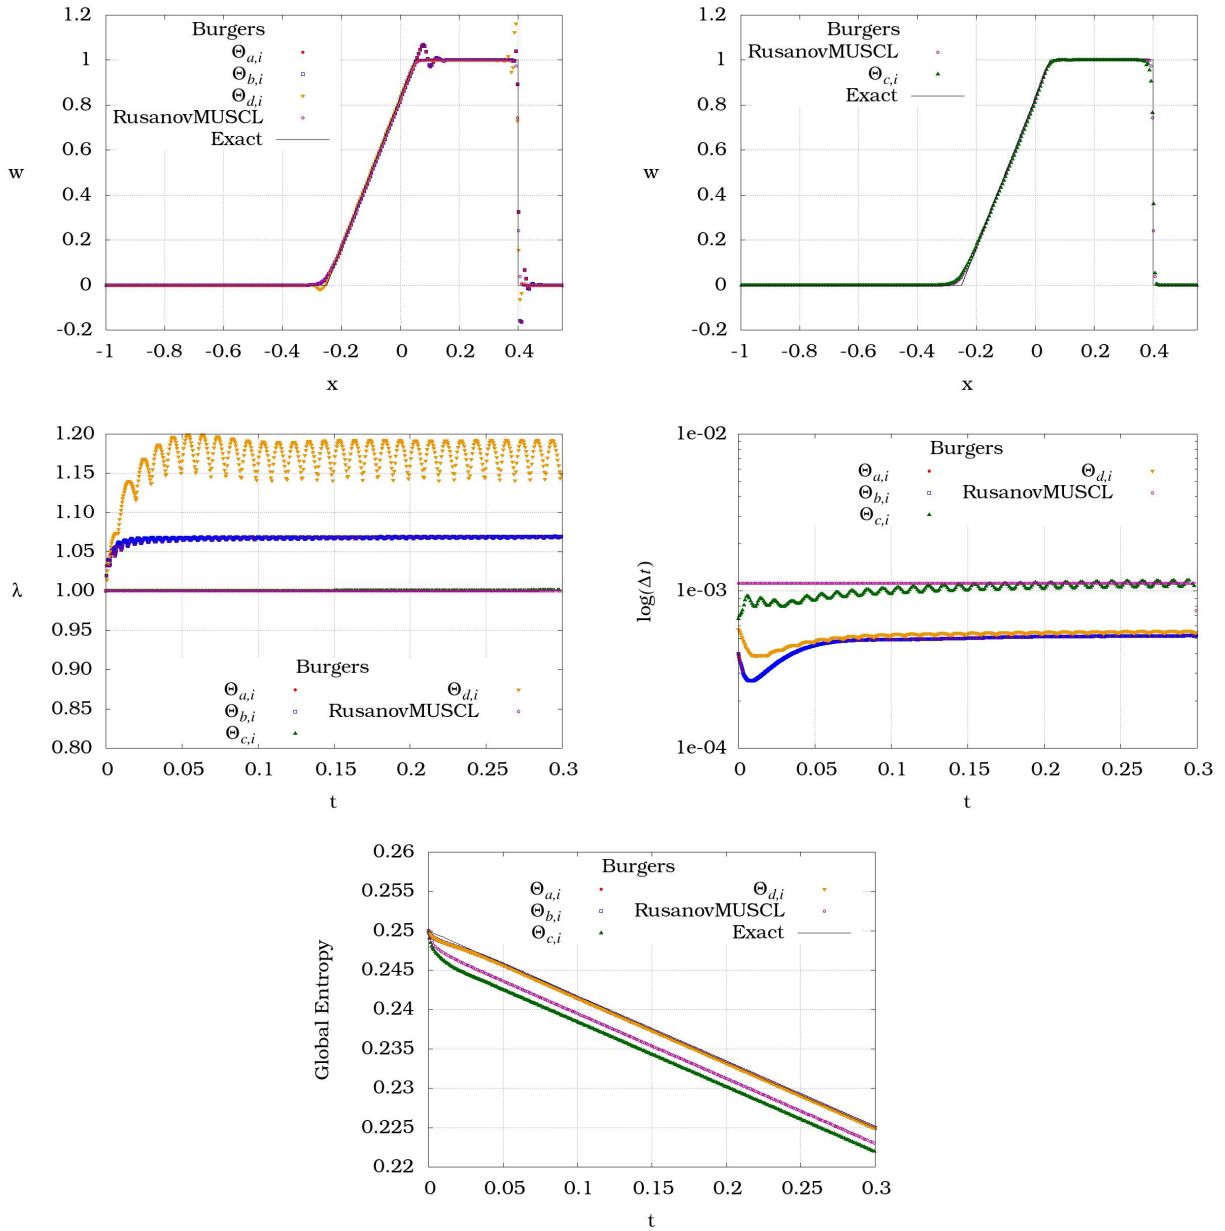 Burgers
Θa,i
Θb,i
Θd,i
RusanovMUSCL
Exact
1.2
1
0.8
0.6
0.4
0.2
0
-0.2
w
-1 -0.8 -0.6 -0.4 -0.2 0 0.2 0.4
x
Burgers
RusanovMUSCL
Θc,i
Exact
1.2
1
0.8
0.6
0.4
0.2
0
-0.2
w
-1 -0.8 -0.6 -0.4 -0.2 0 0.2 0.4
x
1.20
1.15
1.10
1.05
1.00
0.95
0.90
0.85
0.80
λ
Burgers
Θa,i Θd,i
Θb,i RusanovMUSCL
Θc,i
0 0.05 0.1 0.15 0.2 0.25 0.3
t
1e-02
1e-03
1e-04
log(Δt)
Burgers
Θa,i Θd,i
Θb,i RusanovMUSCL
Θc,i
0 0.05 0.1 0.15 0.2 0.25 0.3
t
0.26
0.255
0.25
0.245
0.24
0.235
0.23
0.225
0.22
Global Entropy
Burgers
Θa,i Θd,i
Θb,i RusanovMUSCL
Θc,i Exact
0 0.05 0.1 0.15 0.2 0.25 0.3
t